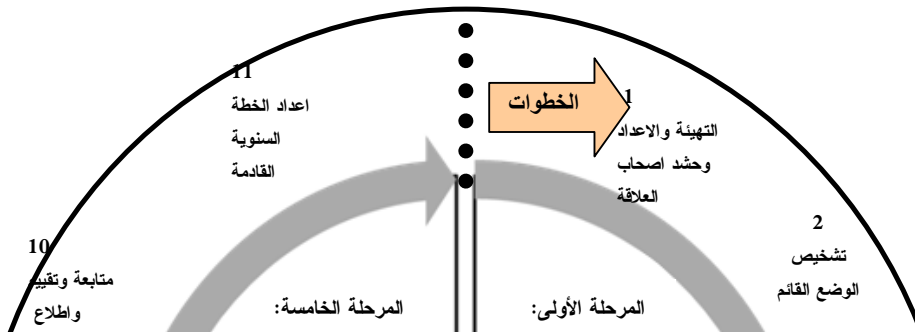 الخطوات
1
التهيئة والاعداد
وحشد اصحاب
العلاقة
2
تشخيص
الوضع القائم
المرحلة الأولى:
المرحلة الخامسة:
10
متابعة وتقييم
واطلاع
11
اعداد الخطة
السنوية
القادمة